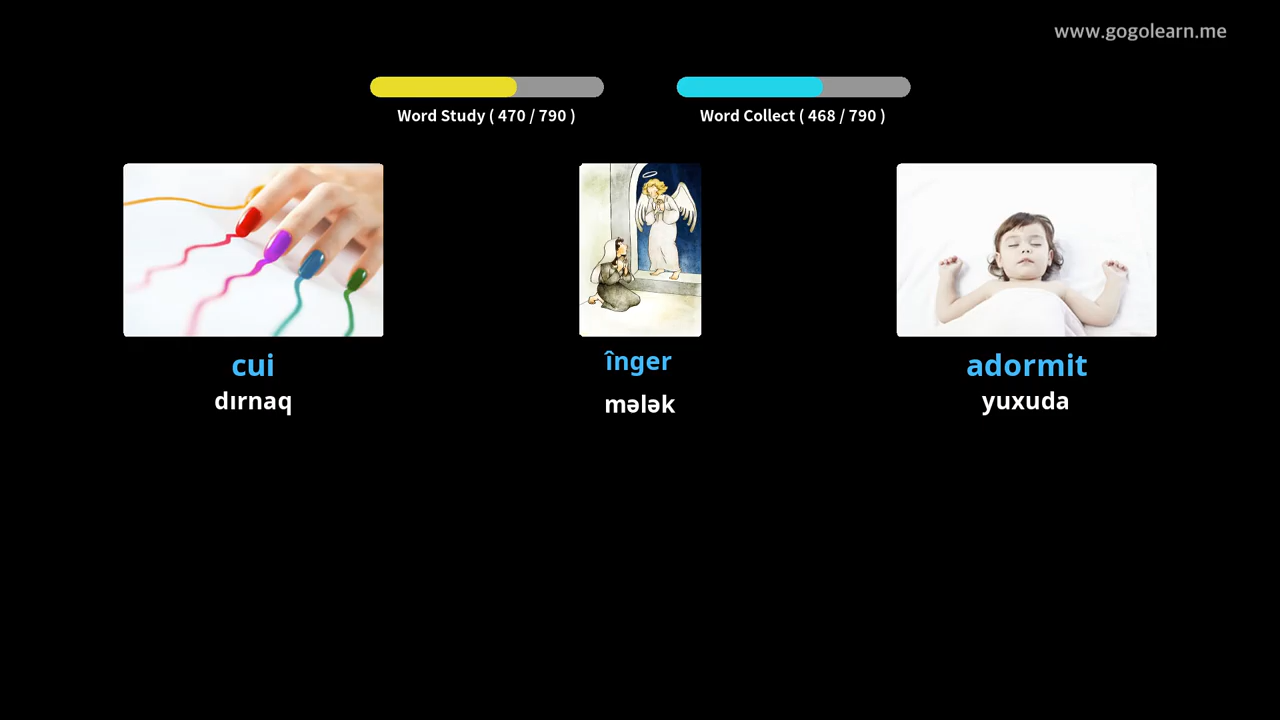 www.gogolearn.me
Word Study ( 470 / 790 )
Word Collect ( 468 / 790 )
cui
dırnaq
înger
mələk
adormit
yuxuda